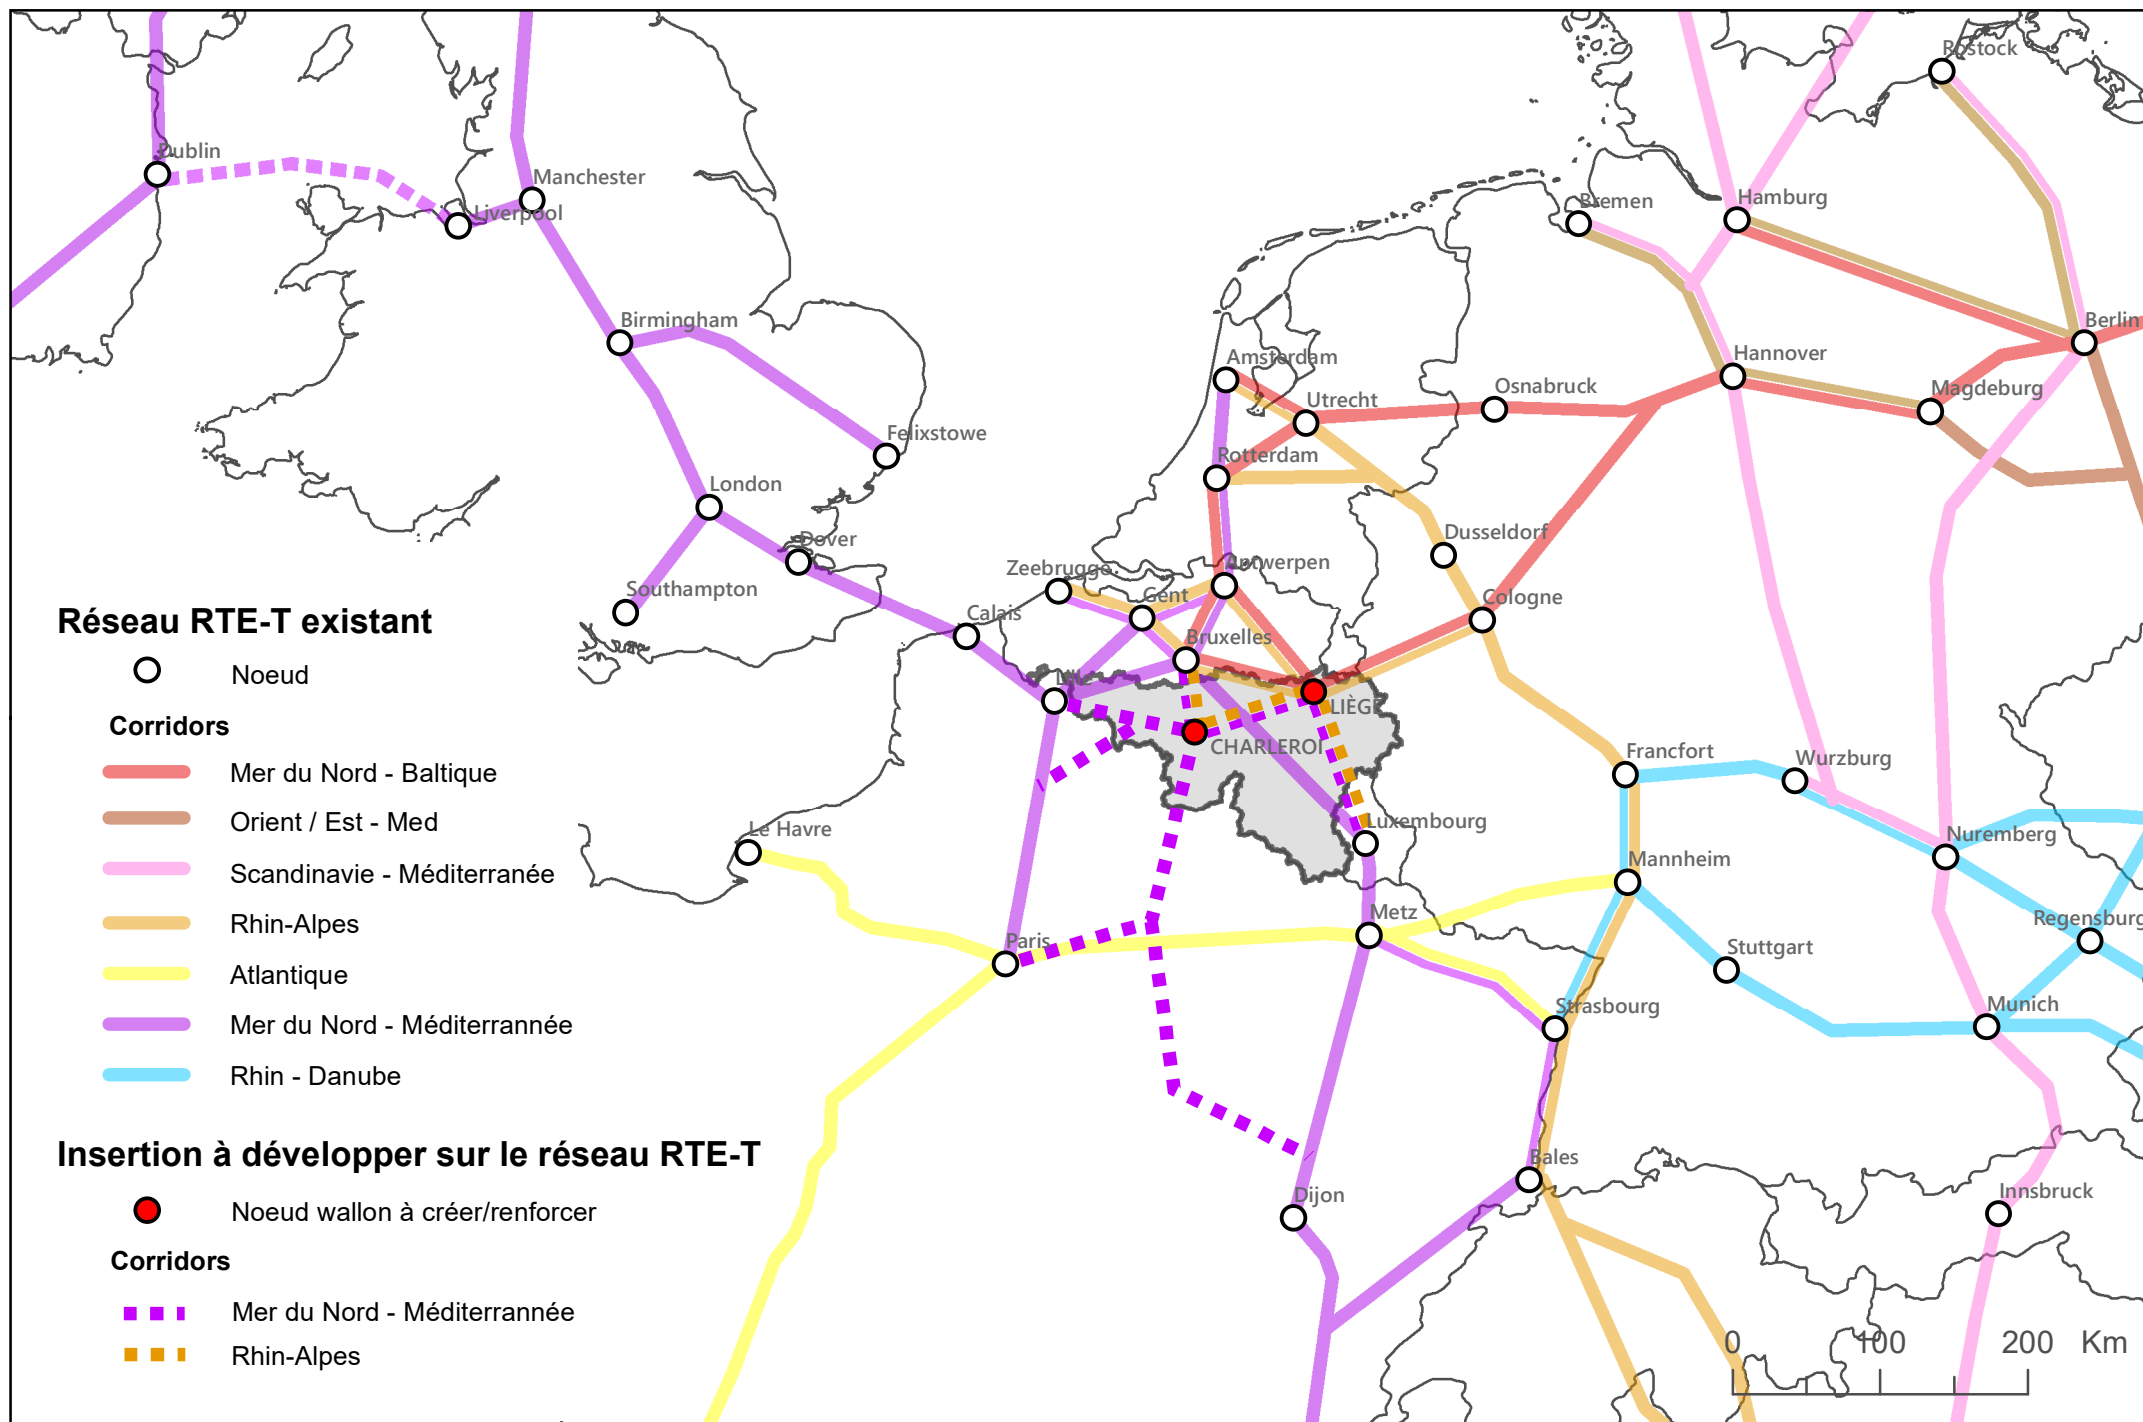 Rostock
Dublin
Manchester
Liverpool
Bremen
Hamburg
Birmingham
Berlin
Amsterdam
Hannover
Utrecht
Osnabruck
Magdeburg
Felixstowe
Rotterdam
London
Dover
Dusseldorf
Zeebrugge
Antwerpen
Southampton
Gent
Cologne
Calais
Bruxelles
Lille
LIÈGE
CHARLEROI
Francfort
Wurzburg
Le Havre
Luxembourg
Nuremberg
Mannheim
Metz
Regensburg
Paris
Stuttgart
Strasbourg
Munich
Bales
Dijon
Innsbruck
Réseau RTE-T existant
Noeud
Corridors
Mer du Nord - Baltique
Orient / Est - Med
Scandinavie - Méditerranée
Rhin-Alpes
Atlantique
Mer du Nord - Méditerrannée
Rhin - Danube
Insertion à développer sur le réseau RTE-T
Noeud wallon à créer/renforcer
Corridors
Mer du Nord - Méditerrannée
Rhin-Alpes
0 100 200 Km